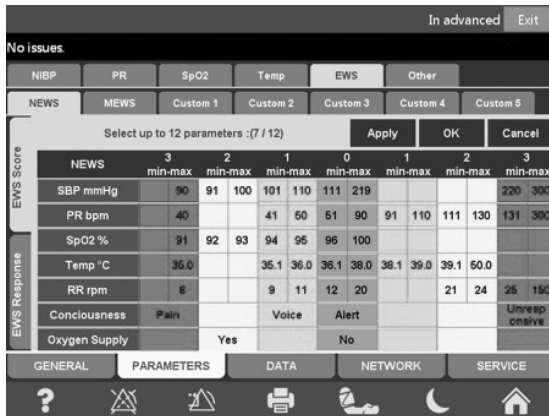 In advanced Exit
No issues.
NIBP PR SpO2 Temp EWS Other
NEWS MEWS Custom 1 Custom 2 Custom 3 Custom 4 Custom 5
Select up to 12 parameters :(7 / 12) Apply OK Cancel
EWS Score
EWS Response
NEWS 3 min-max 2 min-max 1 min-max 0 min-max 1 min-max 2 min-max 3 min-max
SBP mmHg 90 91 100 101 110 111 219 220 300
PR bpm 40 41 50 51 90 91 110 111 130 131 300
SpO2 % 91 92 93 94 95 96 100
Temp °C 35.0 35.1 36.0 36.1 38.0 38.1 39.0 39.1 50.0
RR rpm 8 9 11 12 20 21 24 25 150
Conciousness Pain Voice Alert Unresponsive
Oxygen Supply Yes No
GENERAL PARAMETERS DATA NETWORK SERVICE
?